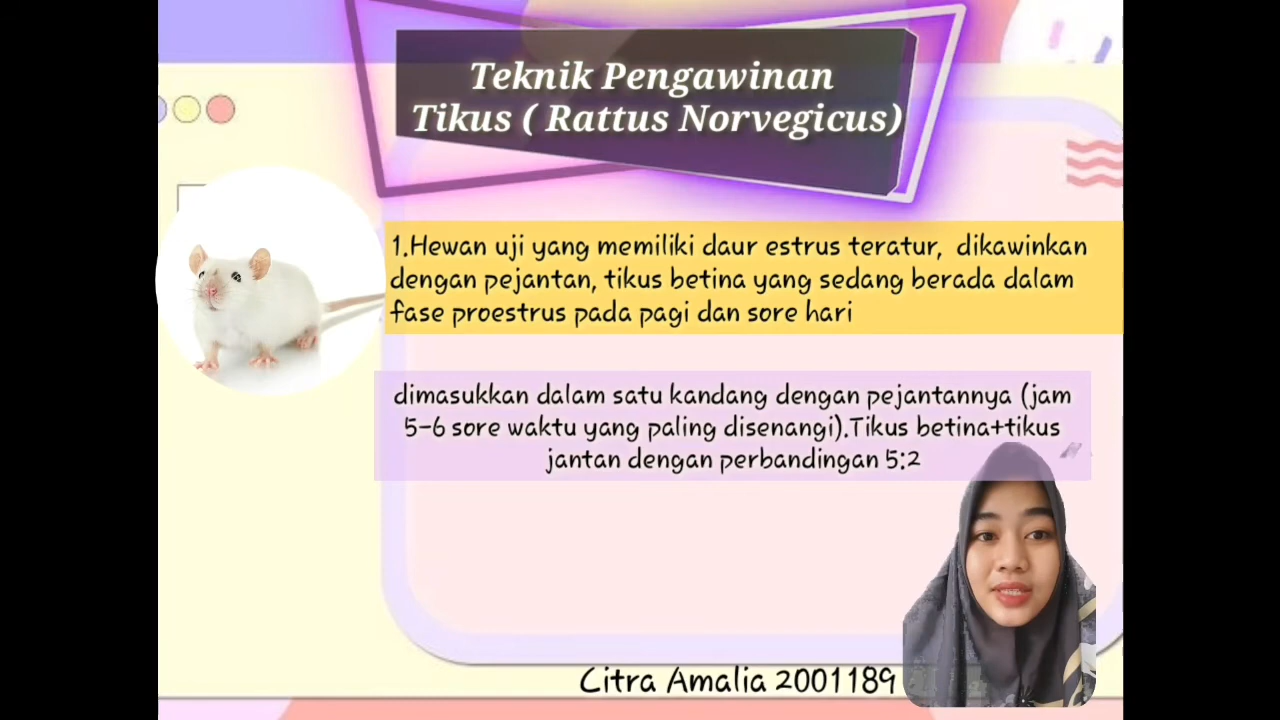 Teknik Pengawinan
Tikus ( Rattus Norvegicus)
1.Hewan uji yang memiliki daur estrus teratur, dikawinkan
dengan pejantan, tikus betina yang sedang berada dalam
fase proestrus pada pagi dan sore hari
dimasukkan dalam satu kandang dengan pejantannya (jam
5-6 sore waktu yang paling disenangi).Tikus betina+tikus
jantan dengan perbandingan 5:2
Citra Amalia 2001189